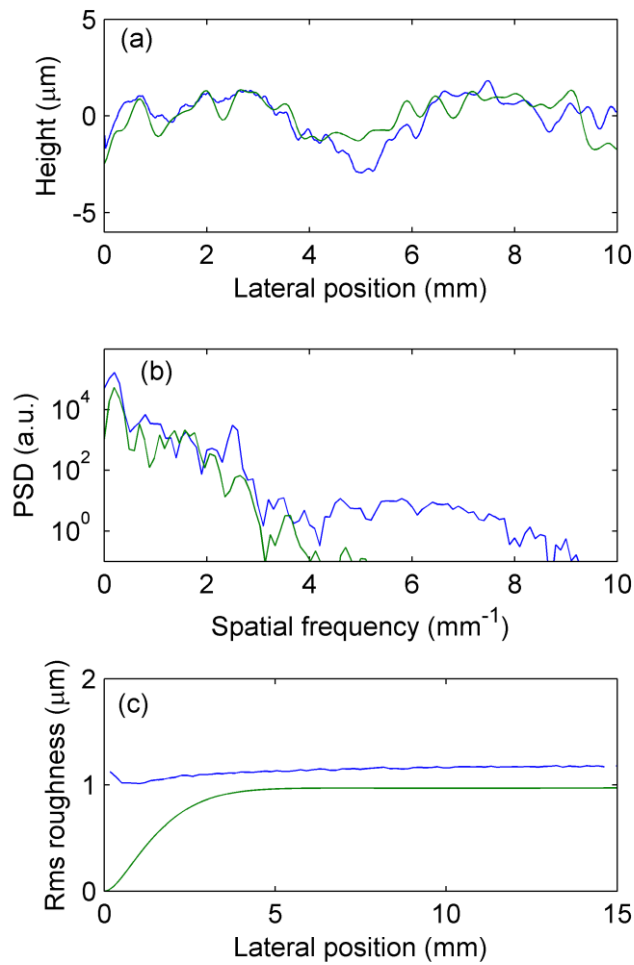 5
(a)
0
-5
Height (μm)
0 2 4 6 8 10
Lateral position (mm)
(b)
10^4
10^2
10^0
PSD (a.u.)
0 2 4 6 8 10
Spatial frequency (mm^-1)
2
(c)
1
0
Rms roughness (μm)
0 5 10 15
Lateral position (mm)